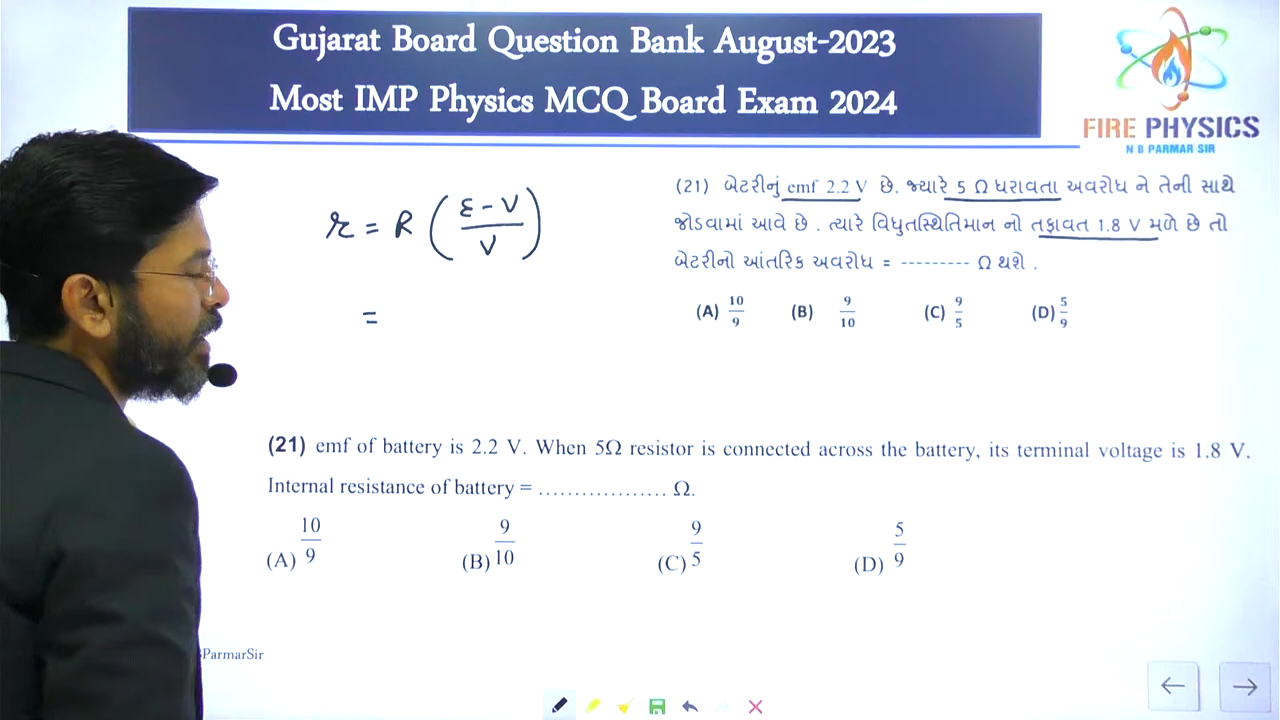 Gujarat Board Question Bank August-2023
Most IMP Physics MCQ Board Exam 2024
FIRE PHYSICS
N B PARMAR SIR
r = R (ε - V / V)
=
(21) બેટરીનું emf 2.2 V છે. જ્યારે 5 Ω ધરાવતા અવરોધ ને તેની સાથે
જોડવામાં આવે છે . ત્યારે વિધુતસ્થિતિમાન નો તફાવત 1.8 V મળે છે તો
બેટરીનો આંતરિક અવરોધ = --------- Ω થશે .
(A) 10/9 (B) 9/10 (C) 9/5 (D) 5/9
(21) emf of battery is 2.2 V. When 5Ω resistor is connected across the battery, its terminal voltage is 1.8 V.
Internal resistance of battery = .................. Ω.
(A) 10/9 (B) 9/10 (C) 9/5 (D) 5/9
ParmarSir